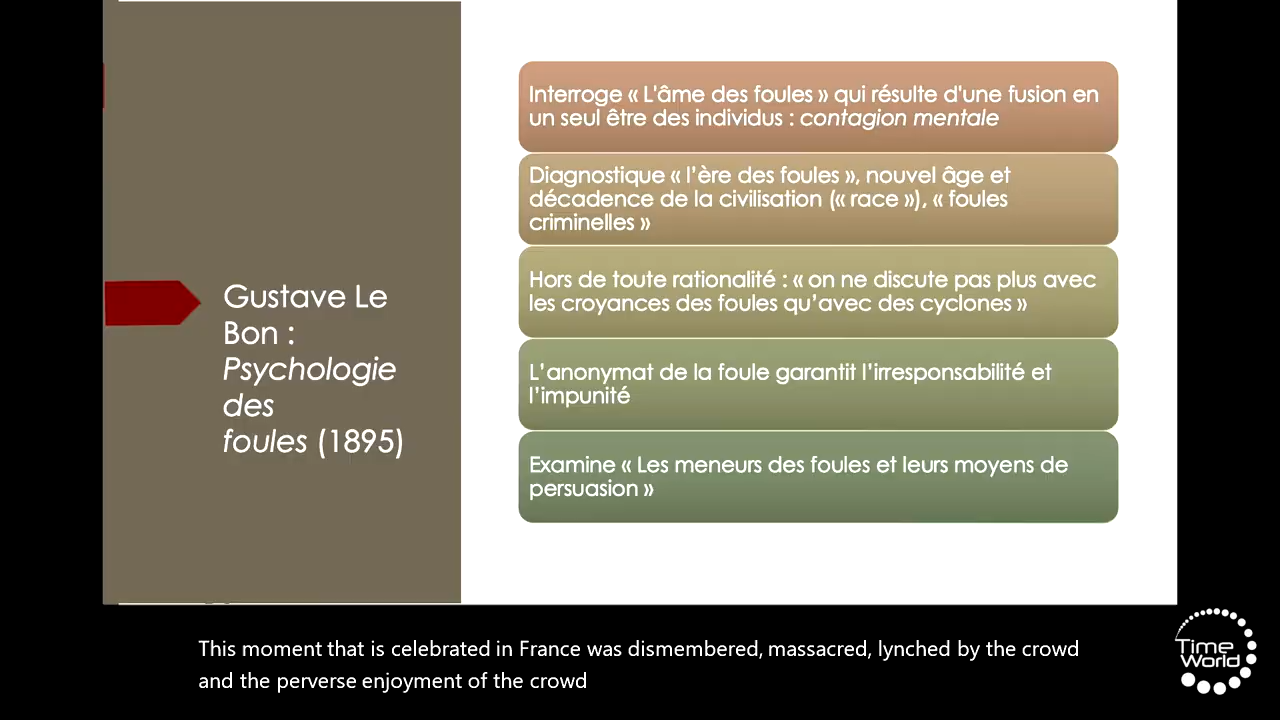 Gustave Le
Bon :
Psychologie
des
foules (1895)
Interroge « L'âme des foules » qui résulte d'une fusion en
un seul être des individus : contagion mentale
Diagnostique « l’ère des foules », nouvel âge et
décadence de la civilisation (« race »), « foules
criminelles »
Hors de toute rationalité : « on ne discute pas plus avec
les croyances des foules qu’avec des cyclones »
L’anonymat de la foule garantit l’irresponsabilité et
l’impunité
Examine « Les meneurs des foules et leurs moyens de
persuasion »
This moment that is celebrated in France was dismembered, massacred, lynched by the crowd
and the perverse enjoyment of the crowd
Time
World